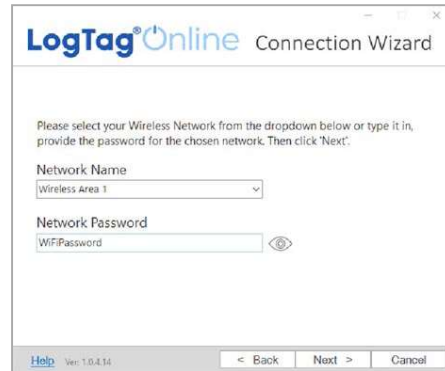 LogTag® Online Connection Wizard
Please select your Wireless Network from the dropdown below or type it in,
provide the password for the chosen network. Then click 'Next'.
Network Name
Wireless Area 1
Network Password
WiFiPassword
Help Ver: 1.0.4.14 < Back Next > Cancel